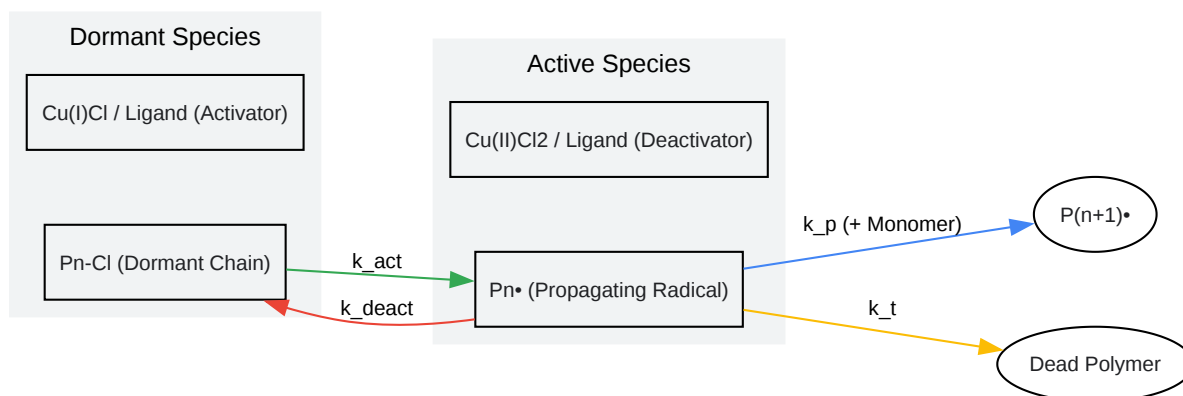 Dormant Species
Cu(I)Cl / Ligand (Activator)
Pn-Cl (Dormant Chain)
k_act
k_deact
Active Species
Cu(II)Cl2 / Ligand (Deactivator)
Pn• (Propagating Radical)
k_p (+ Monomer)
k_t
P(n+1)•
Dead Polymer